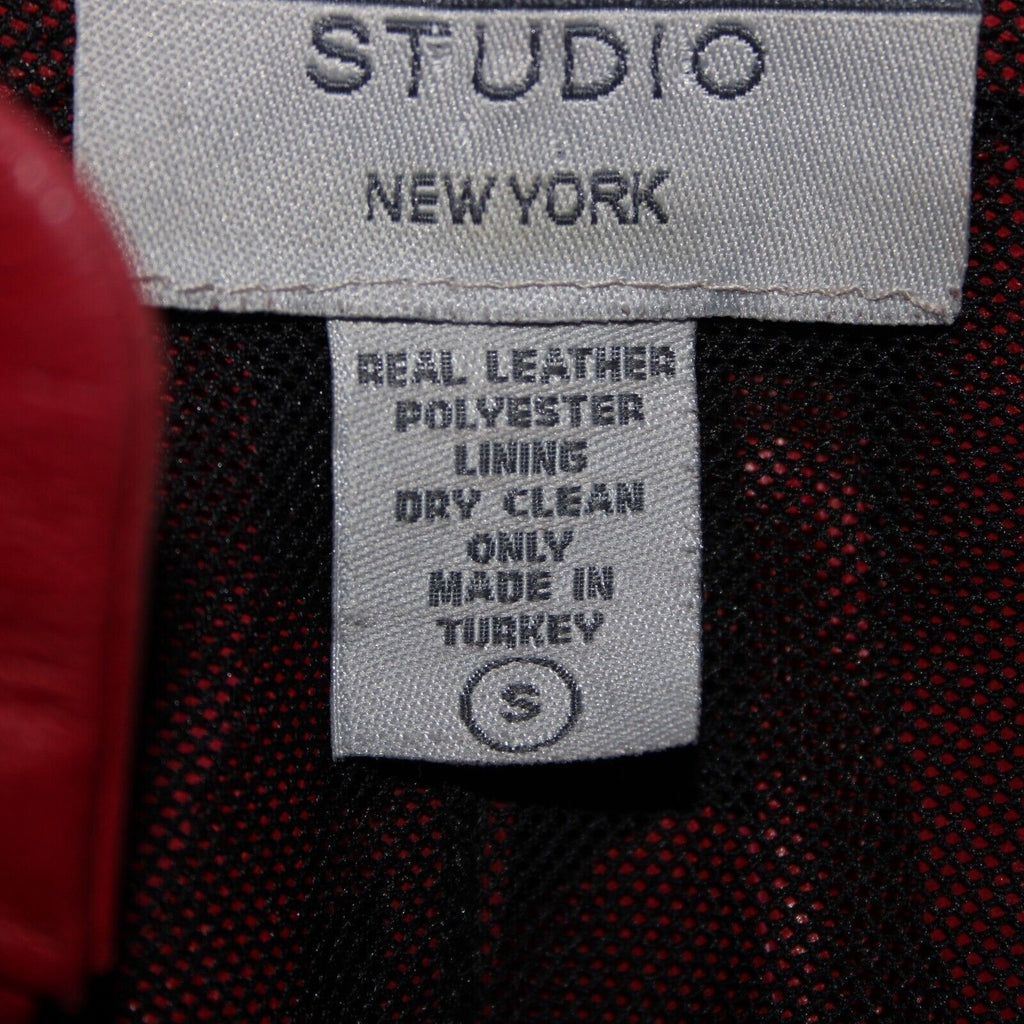 STUDIO
NEW YORK
REAL LEATHER
POLYESTER
LINING
DRY CLEAN
ONLY
MADE IN
TURKEY
S